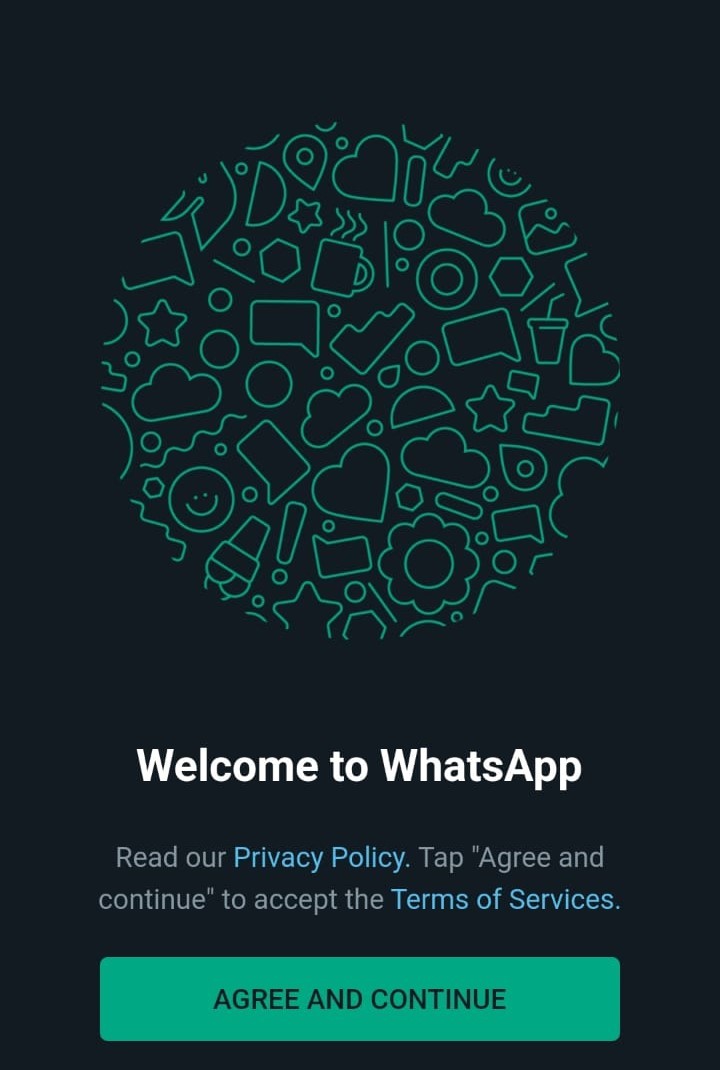 Welcome to WhatsApp
Read our Privacy Policy. Tap "Agree and
continue" to accept the Terms of Services.
AGREE AND CONTINUE